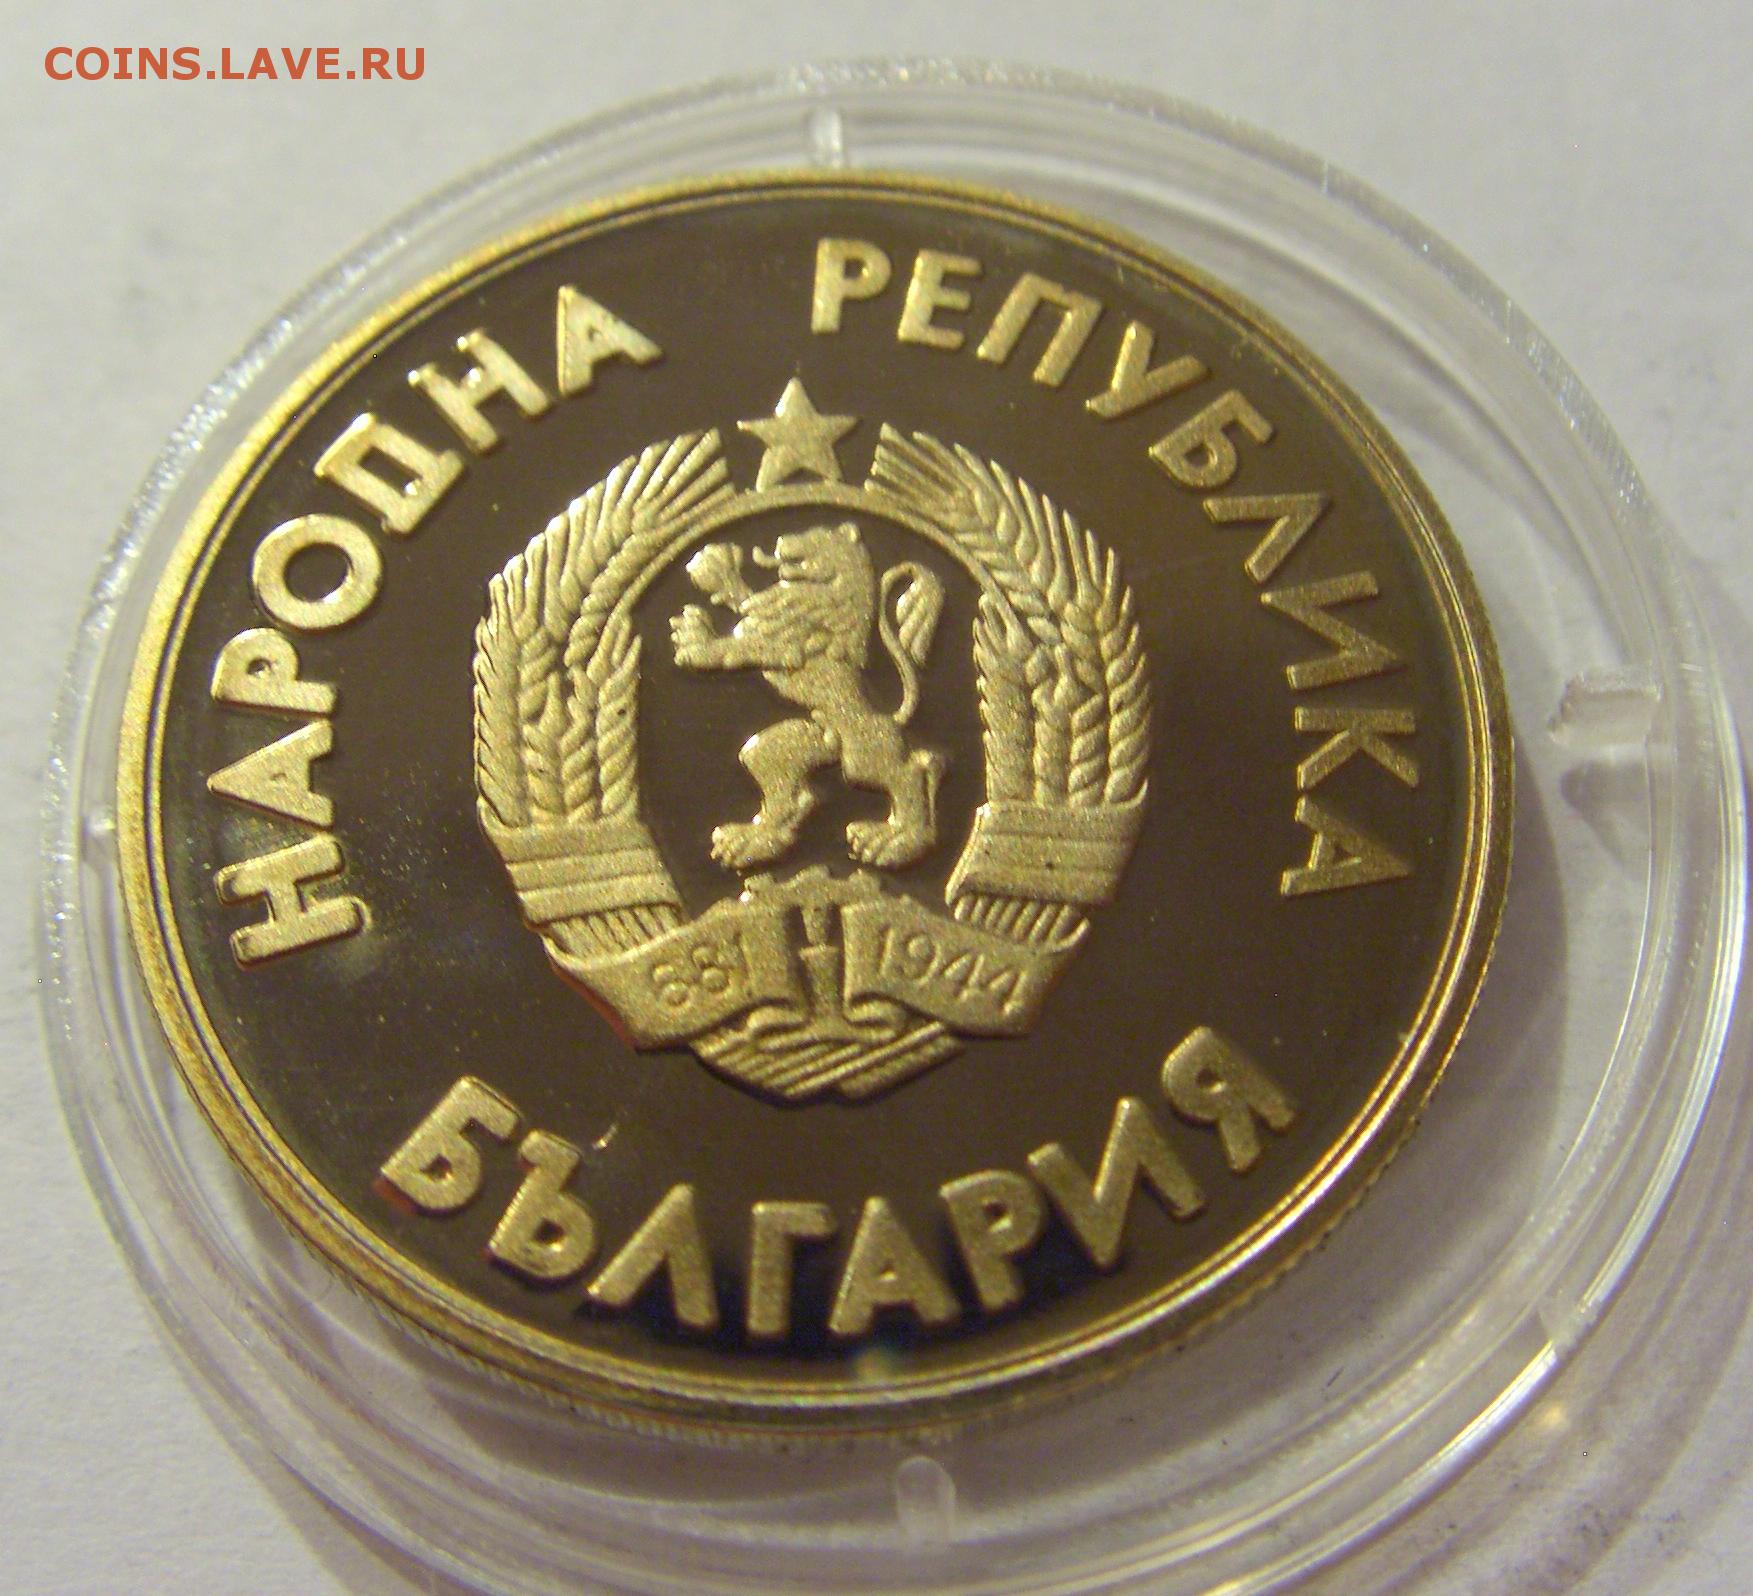 COINS.LAVE.RU
НАРОДНА РЕПУБЛИКА
681 1944
БЪЛГАРИЯ